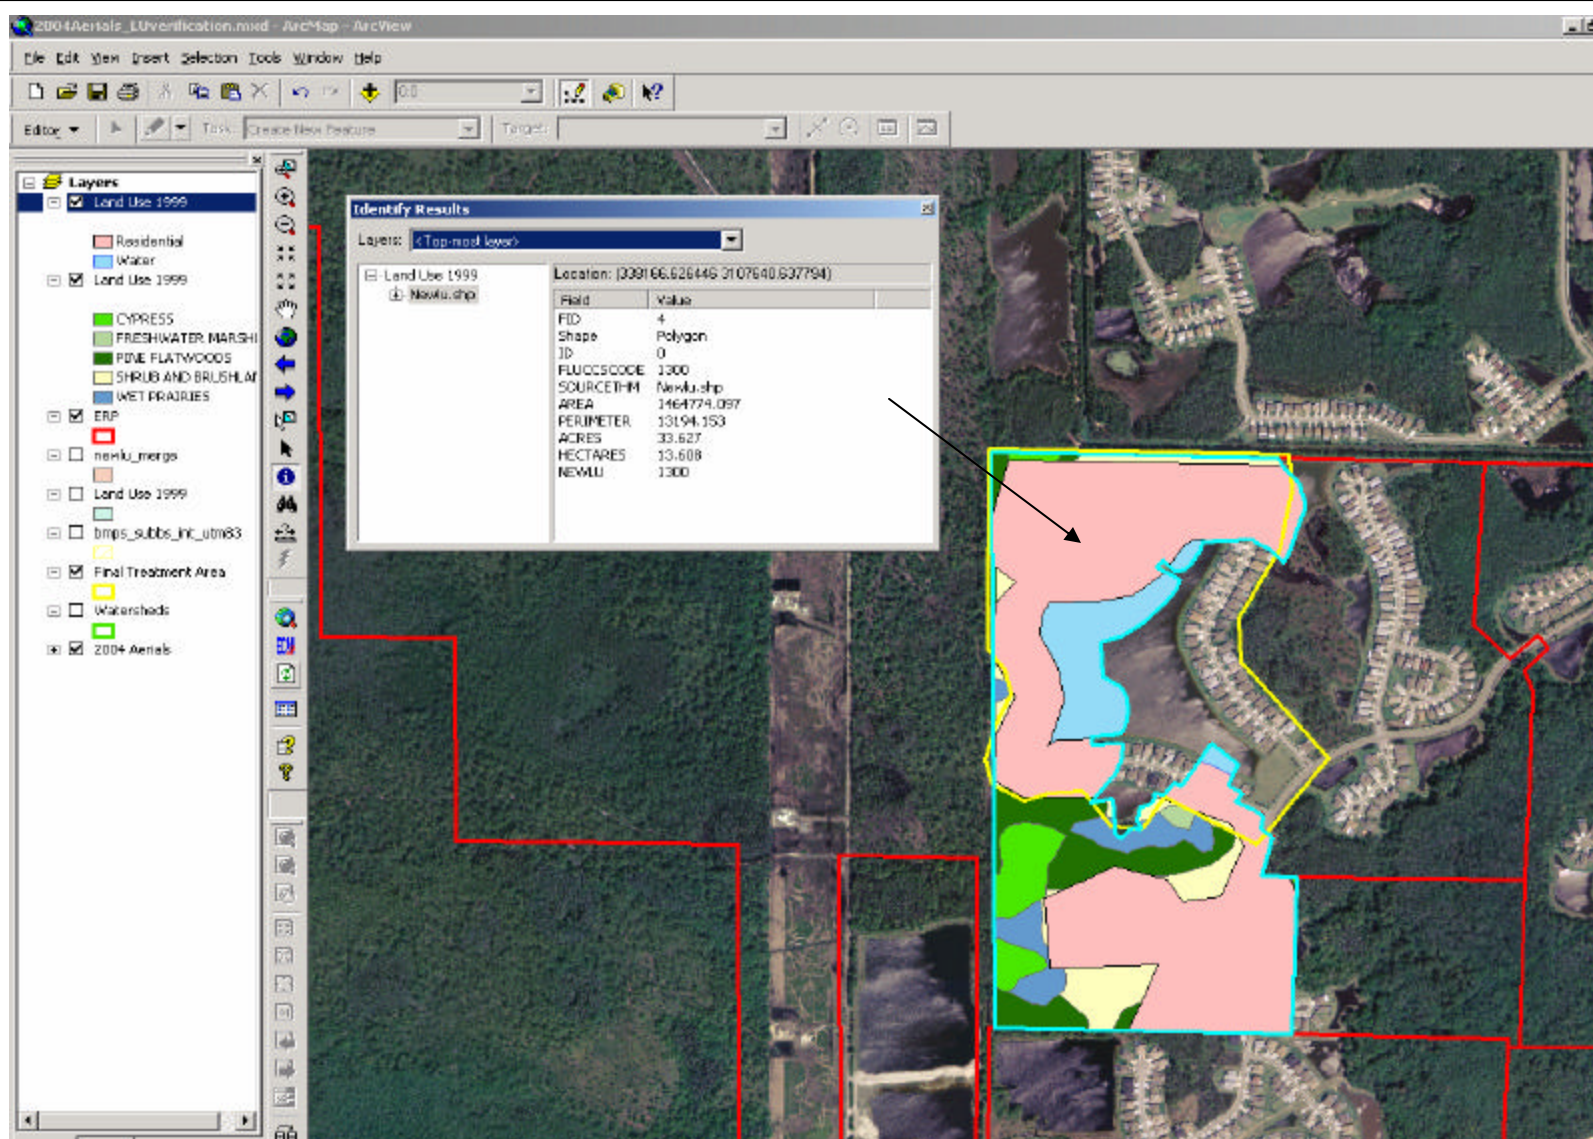 2004Aerials_LUverification.mxd - ArcMap - ArcView
File Edit View Insert Selection Tools Window Help
Editor Task: Create New Feature Target:
Layers
Land Use 1999
Residential
Water
Land Use 1999
CYPRESS
FRESHWATER MARSH
PINE FLATWOODS
SHRUB AND BRUSHLA
WET PRAIRIES
ERP
newlu_merge
Land Use 1999
bmps_subbs_int_utm83
Final Treatment Area
Watersheds
2004 Aerials
Identify Results
Layers: <Top-most layer>
Land Use 1999
Newlu.shp
Location: (339166.626446 3107640.637794)
Field Value
FID 4
Shape Polygon
ID 0
FLUCCSCODE 1300
SOURCETHM Newlu.shp
AREA 1464774.097
PERIMETER 13194.153
ACRES 33.627
HECTARES 13.608
NEWLU 1300